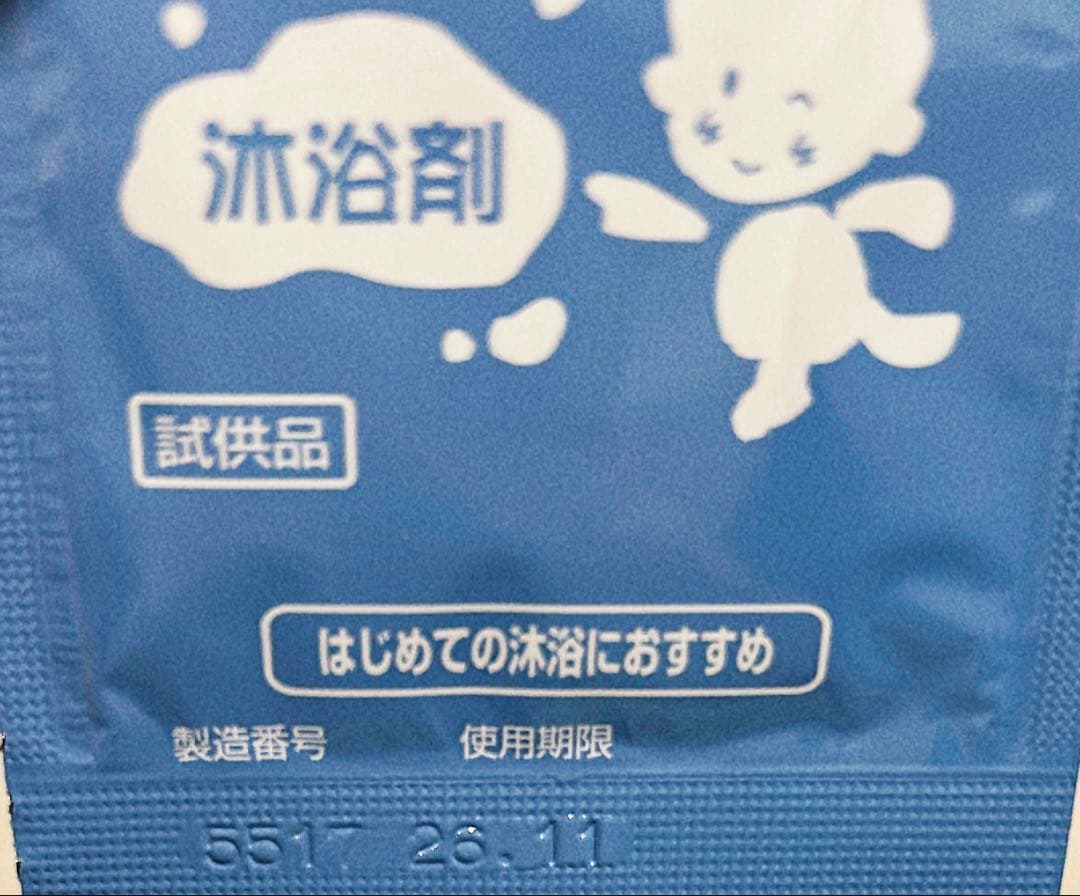 沐浴剤
試供品
はじめての沐浴におすすめ
製造番号 使用期限
5517 26.11